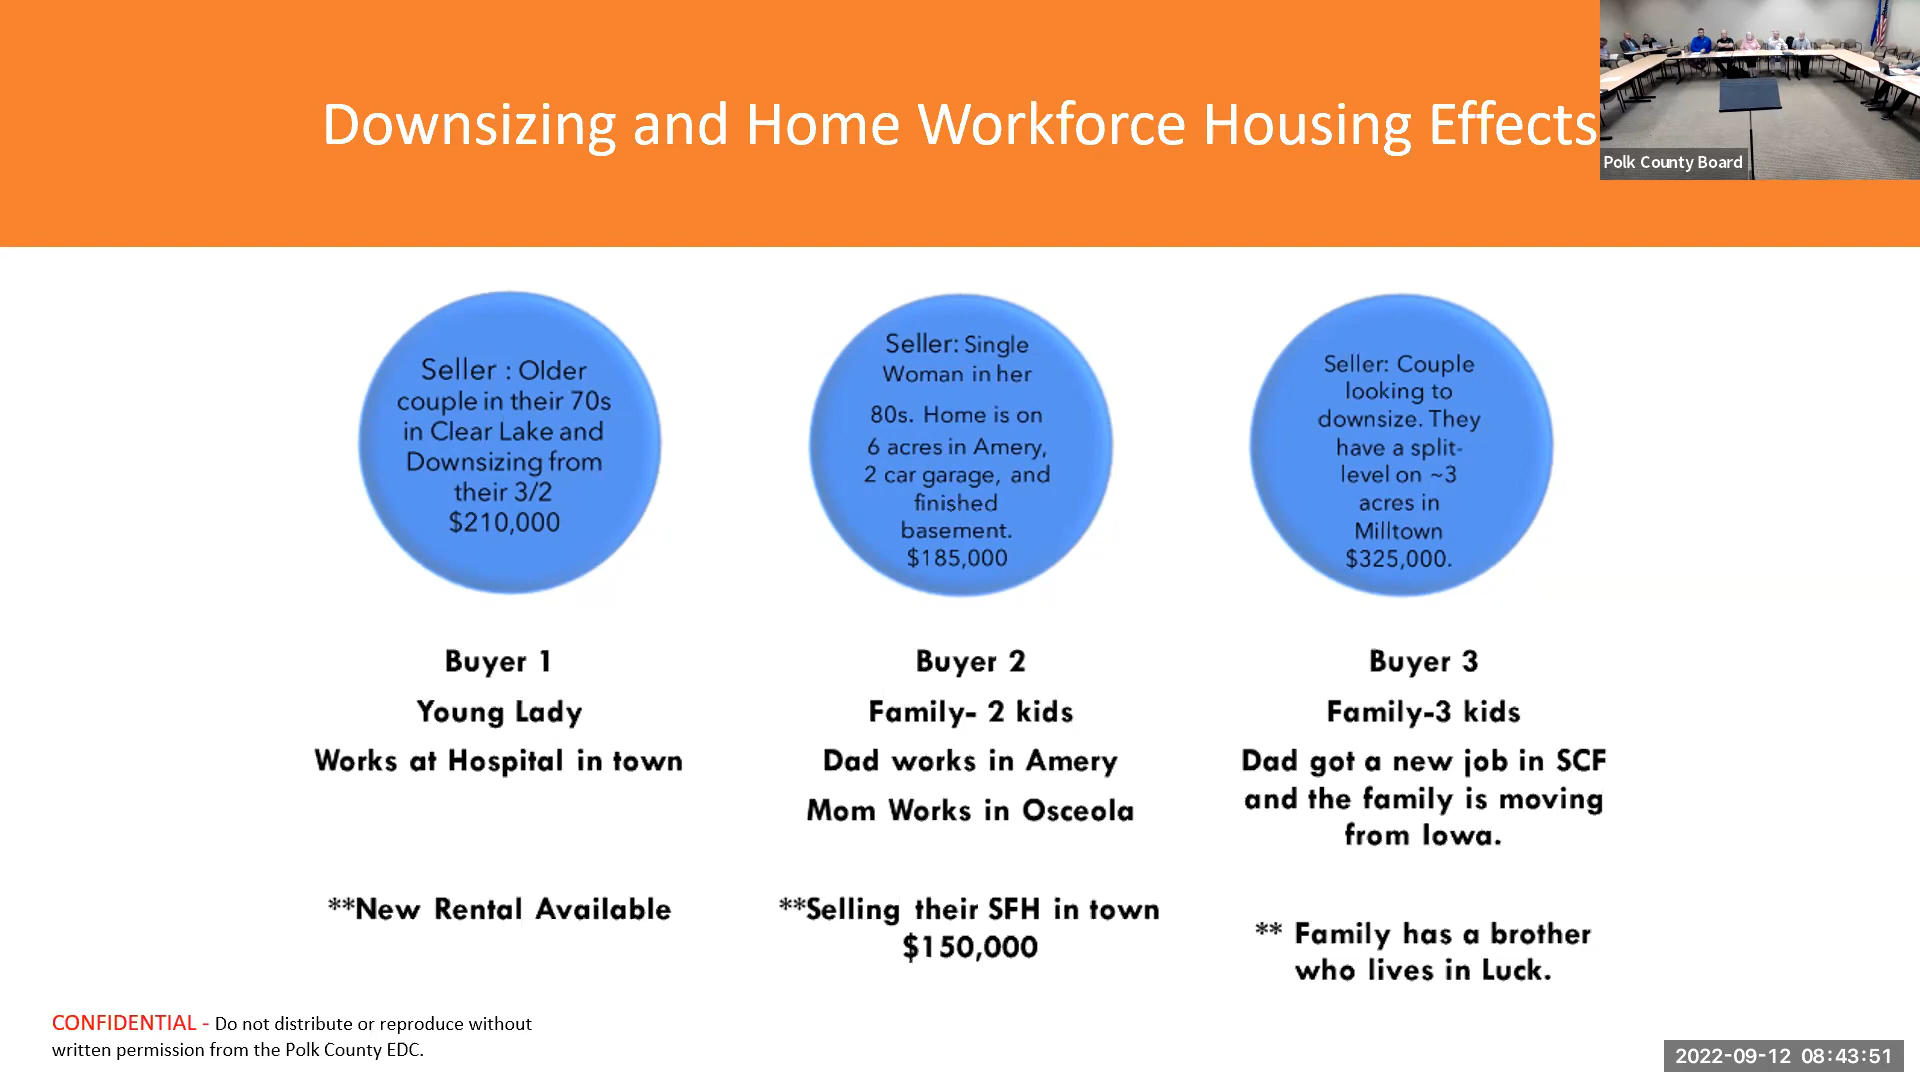 Downsizing and Home Workforce Housing Effects
Polk County Board
Seller : Older
couple in their 70s
in Clear Lake and
Downsizing from
their 3/2
$210,000
Seller: Single
Woman in her
80s. Home is on
6 acres in Amery,
2 car garage, and
finished
basement.
$185,000
Seller: Couple
looking to
downsize. They
have a split-
level on ~3
acres in
Milltown
$325,000.
Buyer 1
Young Lady
Works at Hospital in town
**New Rental Available
Buyer 2
Family- 2 kids
Dad works in Amery
Mom Works in Osceola
**Selling their SFH in town
$150,000
Buyer 3
Family-3 kids
Dad got a new job in SCF
and the family is moving
from Iowa.
** Family has a brother
who lives in Luck.
CONFIDENTIAL - Do not distribute or reproduce without
written permission from the Polk County EDC.
2022-09-12 08:43:51